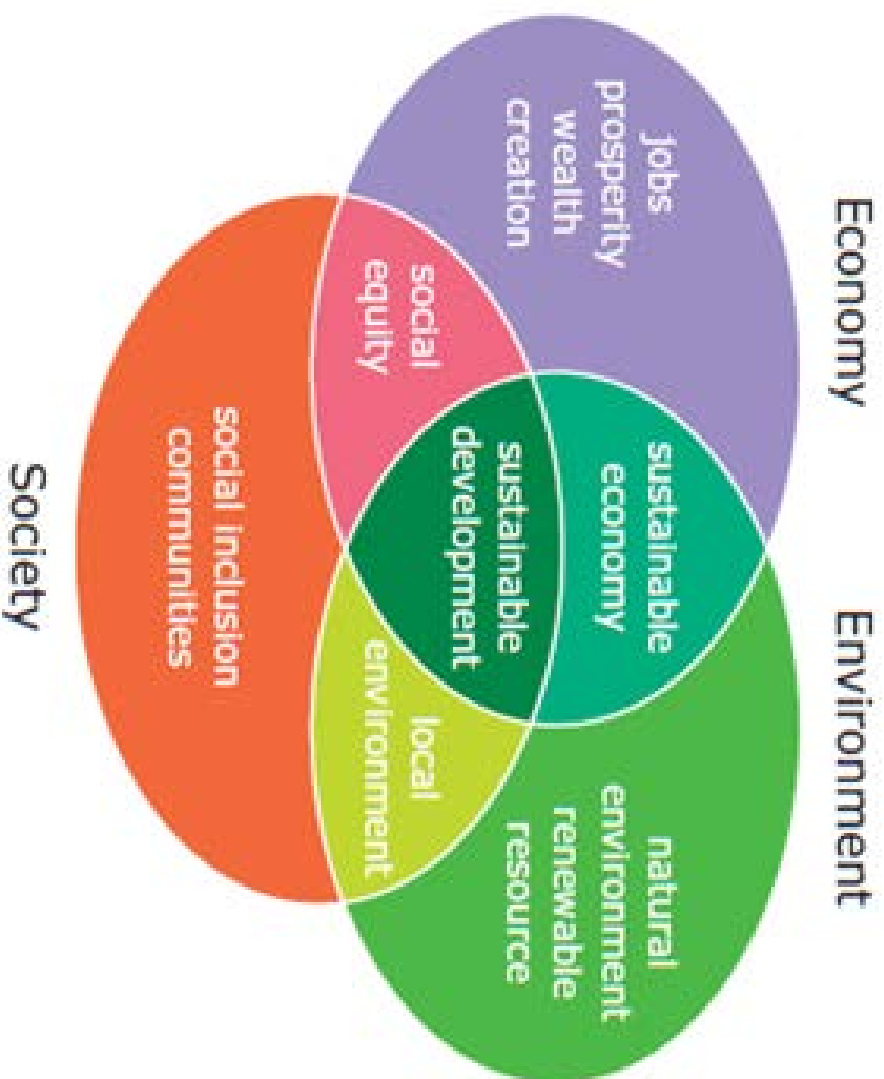 Economy
Environment
jobs
prosperity
wealth
creation
sustainable
economy
natural
environment
renewable
resource
sustainable
development
social
equity
local
environment
social inclusion
communities
Society